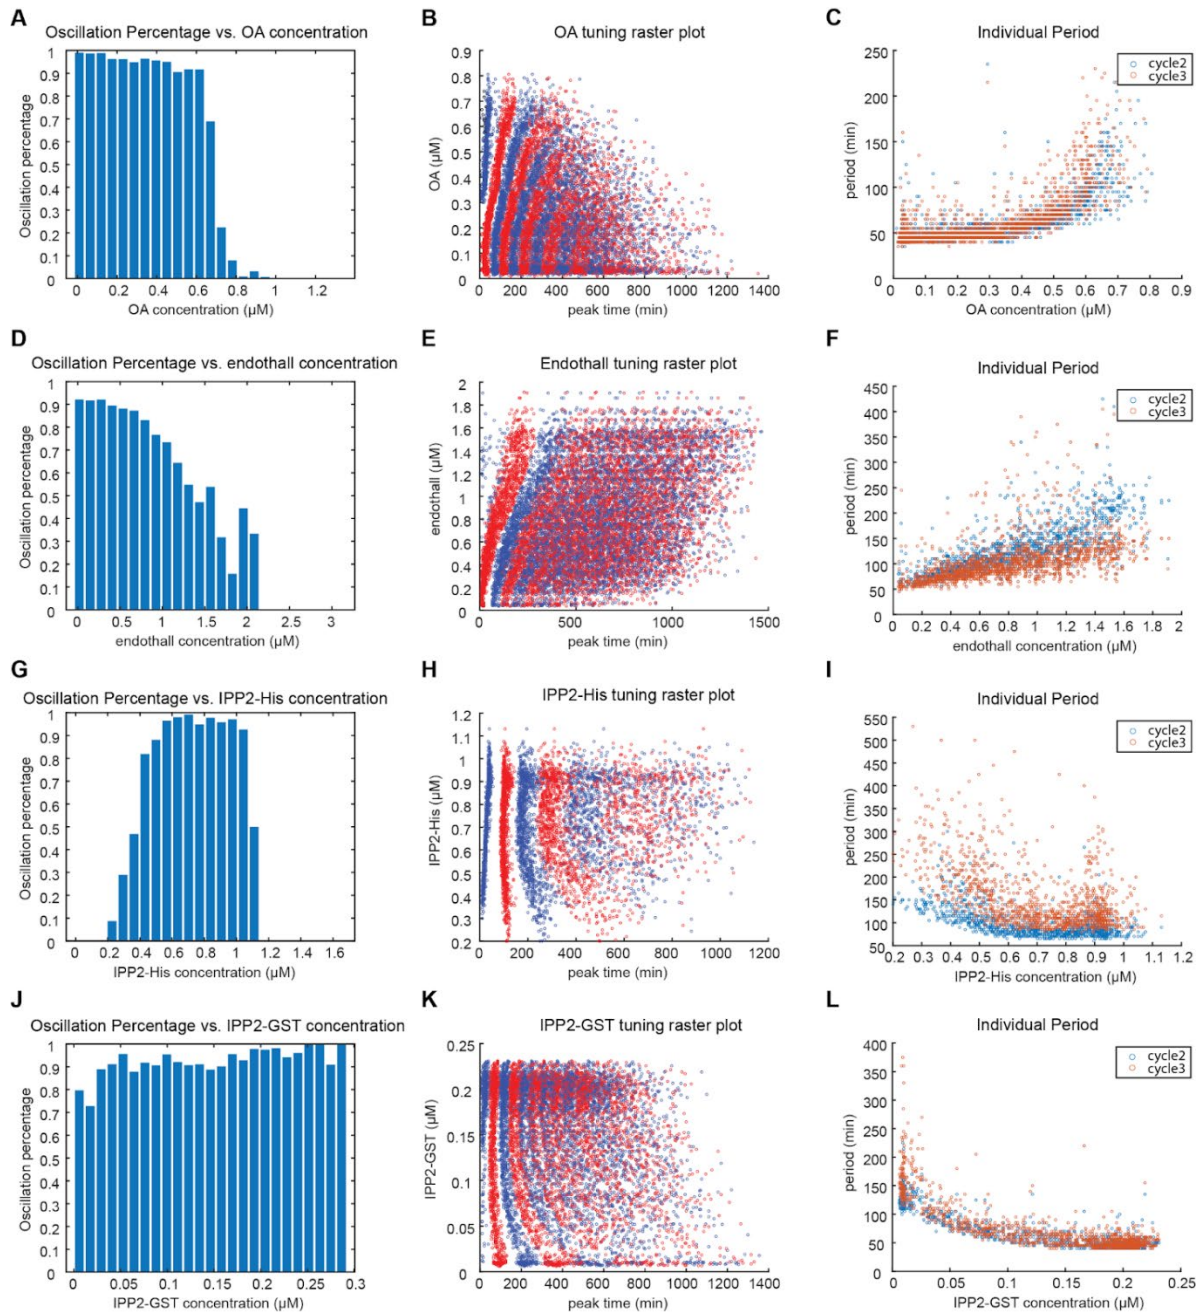 A
Oscillation Percentage vs. OA concentration
1
0.9
0.8
0.7
0.6
0.5
0.4
0.3
0.2
0.1
0
Oscillation percentage
0 0.2 0.4 0.6 0.8 1 1.2
OA concentration (µM)
B
OA tuning raster plot
0.9
0.8
0.7
0.6
0.5
0.4
0.3
0.2
0.1
0
OA (µM)
0 200 400 600 800 1000 1200 1400
peak time (min)
C
Individual Period
250
200
150
100
50
0
period (min)
cycle2
cycle3
0 0.1 0.2 0.3 0.4 0.5 0.6 0.7 0.8 0.9
OA concentration (µM)
D
Oscillation Percentage vs. endothall concentration
1
0.9
0.8
0.7
0.6
0.5
0.4
0.3
0.2
0.1
0
Oscillation percentage
0 0.5 1 1.5 2 2.5 3
endothall concentration (µM)
E
Endothall tuning raster plot
2
1.8
1.6
1.4
1.2
1
0.8
0.6
0.4
0.2
0
endothall (µM)
0 500 1000 1500
peak time (min)
F
Individual Period
450
400
350
300
250
200
150
100
50
0
period (min)
cycle2
cycle3
0 0.2 0.4 0.6 0.8 1 1.2 1.4 1.6 1.8 2
endothall concentration (µM)
G
Oscillation Percentage vs. IPP2-His concentration
1
0.9
0.8
0.7
0.6
0.5
0.4
0.3
0.2
0.1
0
Oscillation percentage
0 0.2 0.4 0.6 0.8 1 1.2 1.4 1.6
IPP2-His concentration (µM)
H
IPP2-His tuning raster plot
1.2
1.1
1
0.9
0.8
0.7
0.6
0.5
0.4
0.3
0.2
IPP2-His (µM)
0 200 400 600 800 1000 1200
peak time (min)
I
Individual Period
550
500
450
400
350
300
250
200
150
100
50
period (min)
cycle2
cycle3
0.2 0.3 0.4 0.5 0.6 0.7 0.8 0.9 1 1.1 1.2
IPP2-His concentration (µM)
J
Oscillation Percentage vs. IPP2-GST concentration
1
0.9
0.8
0.7
0.6
0.5
0.4
0.3
0.2
0.1
0
Oscillation percentage
0 0.05 0.1 0.15 0.2 0.25 0.3
IPP2-GST concentration (µM)
K
IPP2-GST tuning raster plot
0.25
0.2
0.15
0.1
0.05
0
IPP2-GST (µM)
0 200 400 600 800 1000 1200 1400
peak time (min)
L
Individual Period
400
350
300
250
200
150
100
50
0
period (min)
cycle2
cycle3
0 0.05 0.1 0.15 0.2 0.25
IPP2-GST concentration (µM)